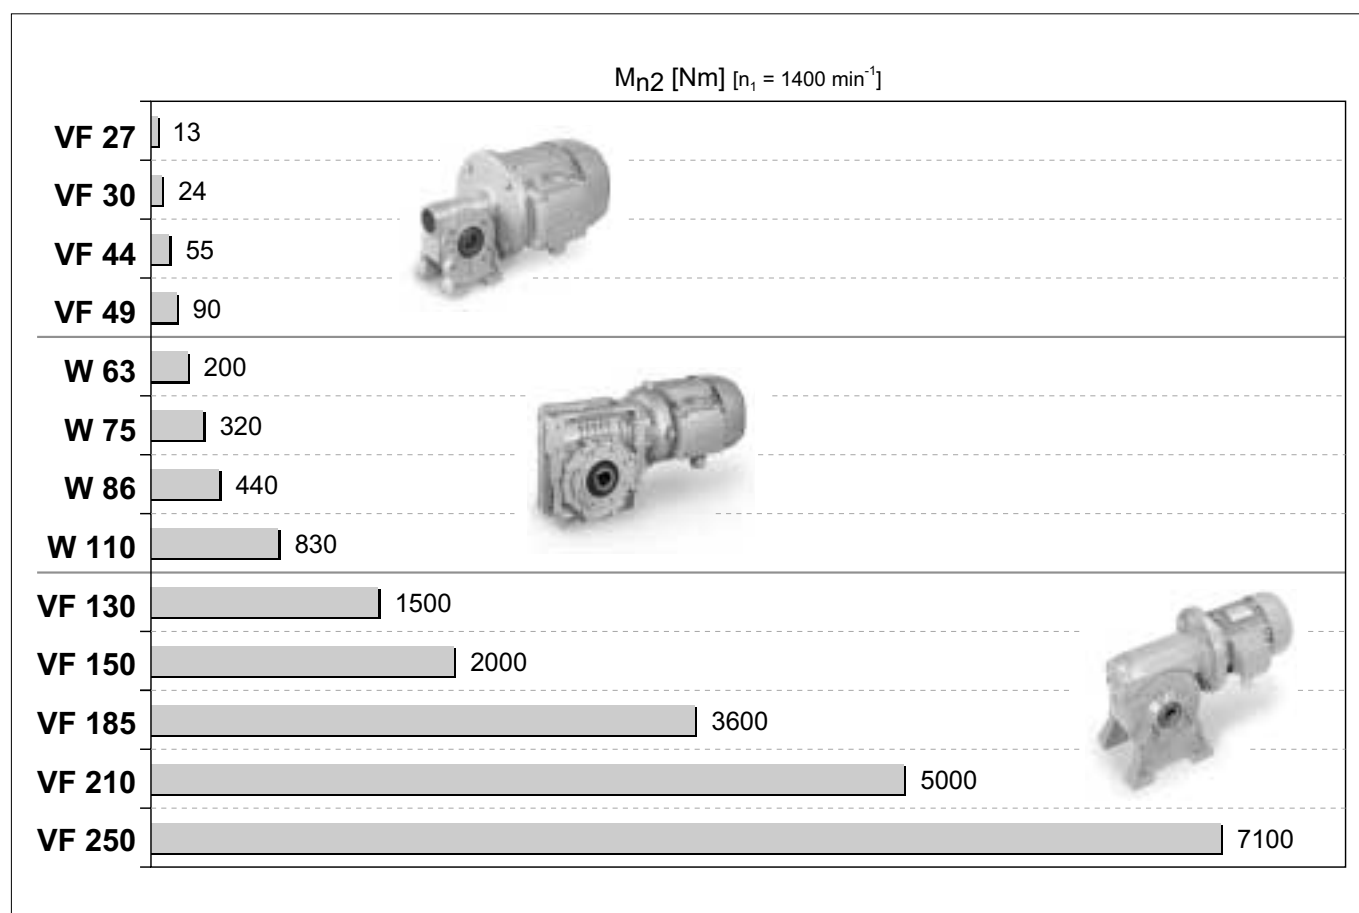 Mn2 [Nm] [n₁ = 1400 min⁻¹]
VF 27 13
VF 30 24
VF 44 55
VF 49 90
W 63 200
W 75 320
W 86 440
W 110 830
VF 130 1500
VF 150 2000
VF 185 3600
VF 210 5000
VF 250 7100